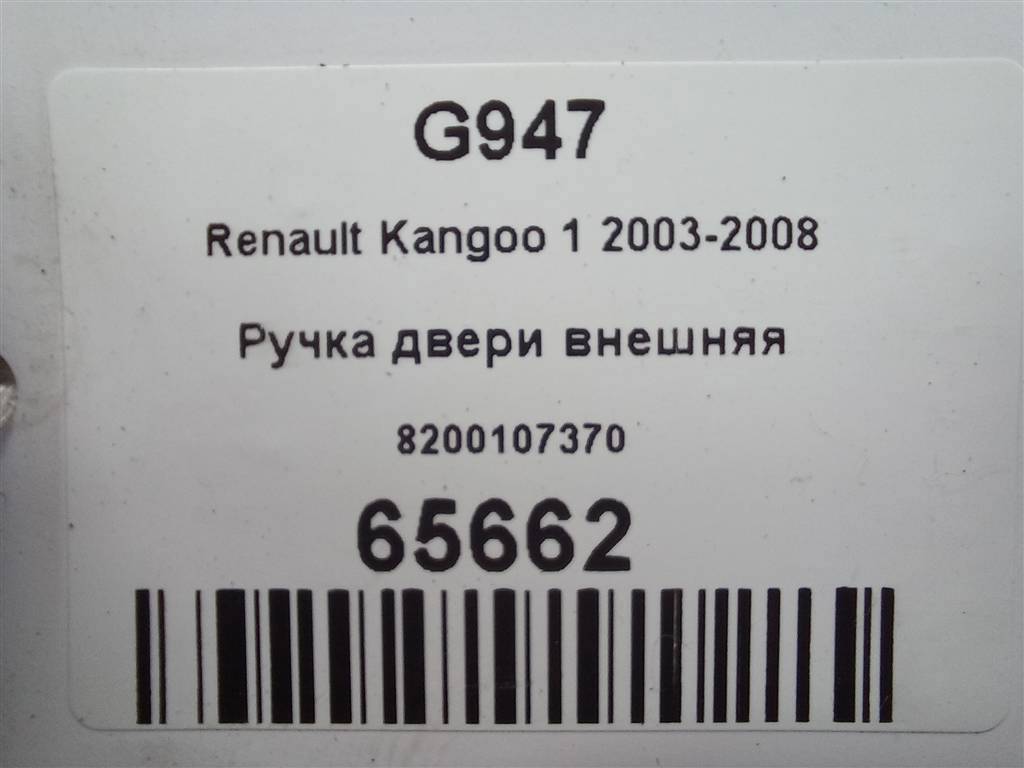 G947
Renault Kangoo 1 2003-2008
Ручка двери внешняя
8200107370
65662